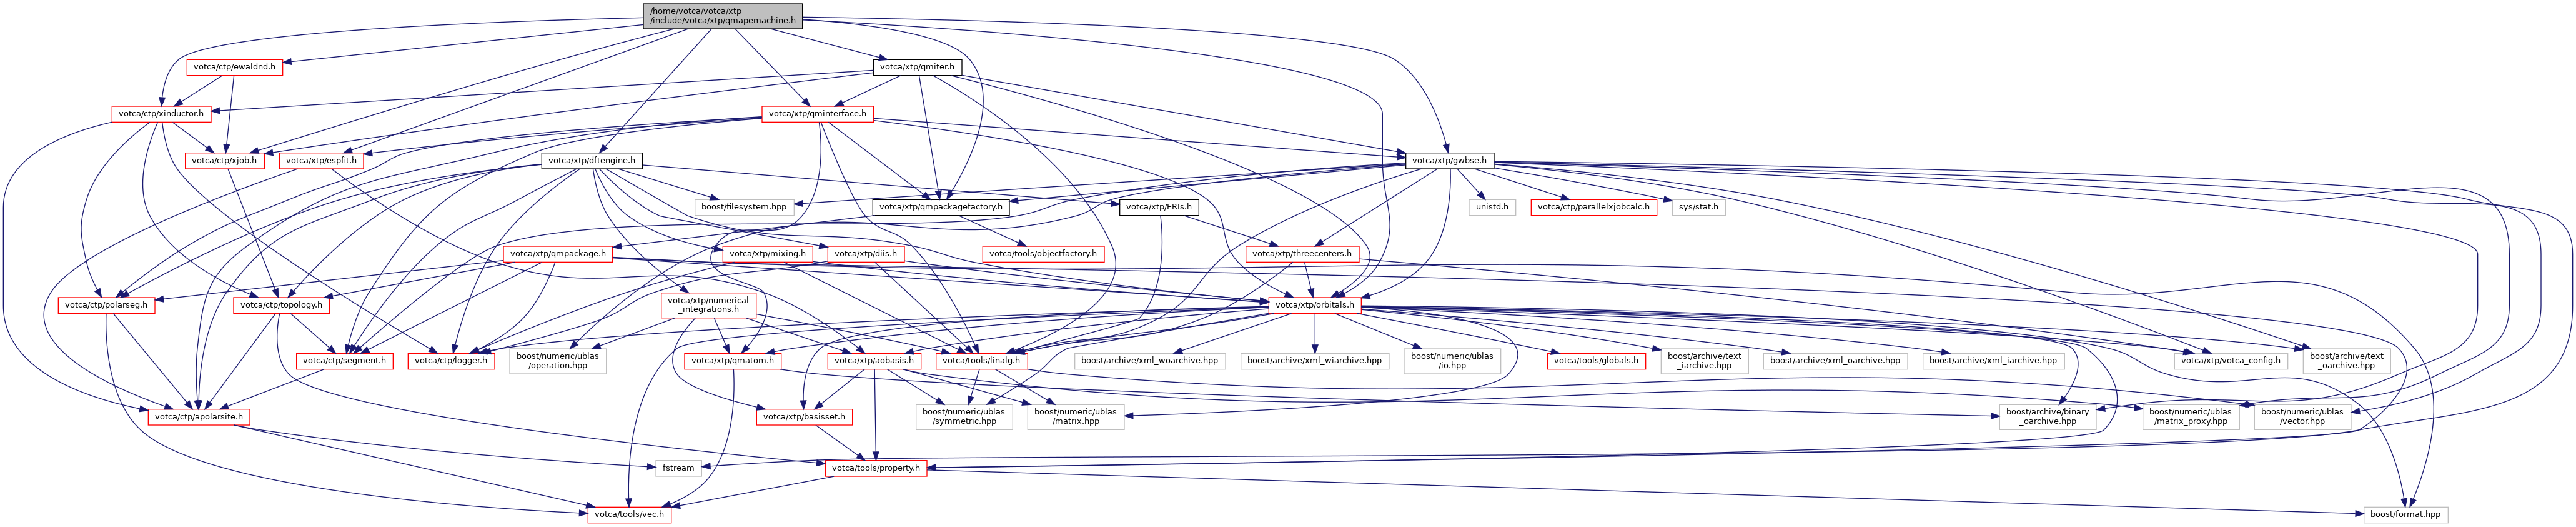 /home/votca/votca/xtp
/include/votca/xtp/qmapemachine.h
votca/ctp/ewaldnd.h
votca/xtp/qmiter.h
votca/ctp/xinductor.h
votca/xtp/qminterface.h
votca/ctp/xjob.h
votca/xtp/espfit.h
votca/xtp/dftengine.h
votca/xtp/gwbse.h
boost/filesystem.hpp
votca/xtp/qmpackagefactory.h
votca/xtp/ERIs.h
unistd.h
votca/ctp/parallelxjobcalc.h
sys/stat.h
votca/xtp/qmpackage.h
votca/xtp/mixing.h
votca/xtp/diis.h
votca/tools/objectfactory.h
votca/xtp/threecenters.h
votca/ctp/polarseg.h
votca/ctp/topology.h
votca/xtp/numerical
_integrations.h
votca/xtp/orbitals.h
votca/ctp/segment.h
votca/ctp/logger.h
boost/numeric/ublas
/operation.hpp
votca/xtp/qmatom.h
votca/xtp/aobasis.h
votca/tools/linalg.h
boost/archive/xml_woarchive.hpp
boost/archive/xml_wiarchive.hpp
boost/numeric/ublas
/io.hpp
votca/tools/globals.h
boost/archive/text
_iarchive.hpp
boost/archive/xml_oarchive.hpp
boost/archive/xml_iarchive.hpp
votca/xtp/votca_config.h
boost/archive/text
_oarchive.hpp
votca/ctp/apolarsite.h
votca/xtp/basisset.h
boost/numeric/ublas
/symmetric.hpp
boost/numeric/ublas
/matrix.hpp
boost/archive/binary
_oarchive.hpp
boost/numeric/ublas
/matrix_proxy.hpp
boost/numeric/ublas
/vector.hpp
fstream
votca/tools/property.h
votca/tools/vec.h
boost/format.hpp